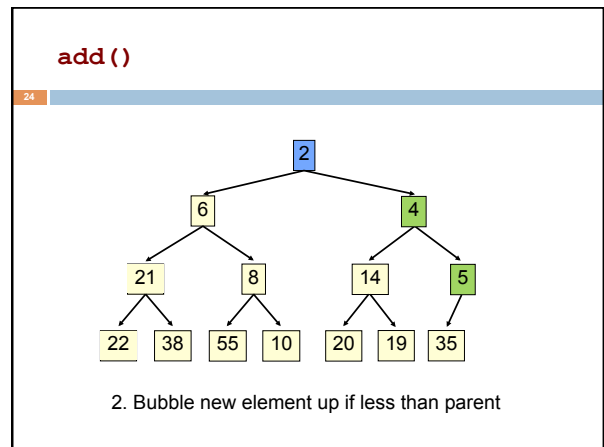 add()
24
2
6 4
21 8 14 5
22 38 55 10 20 19 35
2. Bubble new element up if less than parent